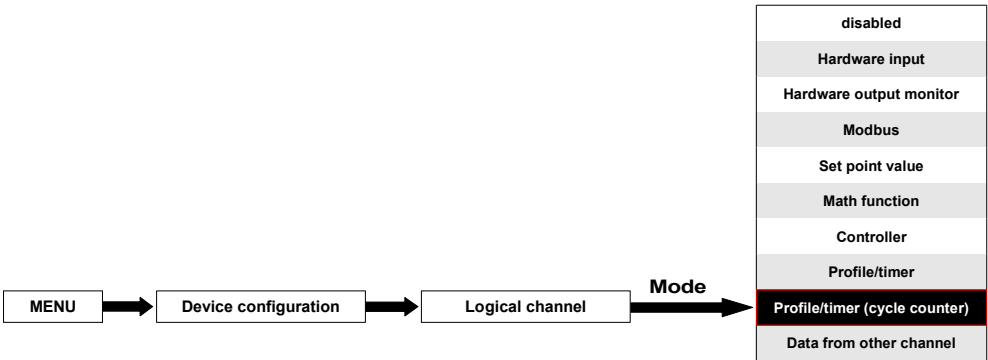 disabled
Hardware input
Hardware output monitor
Modbus
Set point value
Math function
Controller
Profile/timer
MENU
Device configuration
Logical channel
Mode
Profile/timer (cycle counter)
Data from other channel